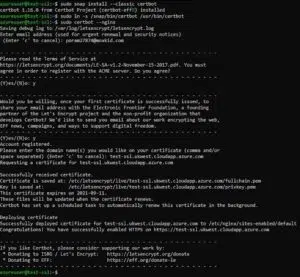 azureuser@test-ssl:~$ sudo snap install --classic certbot
certbot 1.18.0 from Certbot Project (certbot-eff✓) installed
azureuser@test-ssl:~$ sudo ln -s /snap/bin/certbot /usr/bin/certbot
azureuser@test-ssl:~$ sudo certbot --nginx
Saving debug log to /var/log/letsencrypt/letsencrypt.log
Enter email address (used for urgent renewal and security notices)
(Enter 'c' to cancel):
- - - - - - - - - - - - - - - - - - - - - - - - - - - - - - - - - - - - - - - -
Please read the Terms of Service at
https://letsencrypt.org/documents/LE-SA-v1.2-November-15-2017.pdf. You must
agree in order to register with the ACME server. Do you agree?
- - - - - - - - - - - - - - - - - - - - - - - - - - - - - - - - - - - - - - - -
(Y)es/(N)o: y
- - - - - - - - - - - - - - - - - - - - - - - - - - - - - - - - - - - - - - - -
Would you be willing, once your first certificate is successfully issued, to
share your email address with the Electronic Frontier Foundation, a founding
partner of the Let's Encrypt project and the non-profit organization that
develops Certbot? We'd like to send you email about our work encrypting the web,
EFF news, campaigns, and ways to support digital freedom.
- - - - - - - - - - - - - - - - - - - - - - - - - - - - - - - - - - - - - - - -
(Y)es/(N)o: y
Account registered.
Please enter the domain name(s) you would like on your certificate (comma and/or
space separated) (Enter 'c' to cancel): test-ssl.ukwest.cloudapp.azure.com
Requesting a certificate for test-ssl.ukwest.cloudapp.azure.com

Successfully received certificate.
Certificate is saved at: /etc/letsencrypt/live/test-ssl.ukwest.cloudapp.azure.com/fullchain.pem
Key is saved at: /etc/letsencrypt/live/test-ssl.ukwest.cloudapp.azure.com/privkey.pem
This certificate expires on 2021-09-11.
These files will be updated when the certificate renews.
Certbot has set up a scheduled task to automatically renew this certificate in the background.

Deploying certificate
Successfully deployed certificate for test-ssl.ukwest.cloudapp.azure.com to /etc/nginx/sites-enabled/default
Congratulations! You have successfully enabled HTTPS on https://test-ssl.ukwest.cloudapp.azure.com
- - - - - - - - - - - - - - - - - - - - - - - - - - - - - - - - - - - - - - - -
If you like Certbot, please consider supporting our work by:
* Donating to ISRG / Let's Encrypt: https://letsencrypt.org/donate
* Donating to EFF: https://eff.org/donate-le
- - - - - - - - - - - - - - - - - - - - - - - - - - - - - - - - - - - - - - - -
azureuser@test-ssl:~$